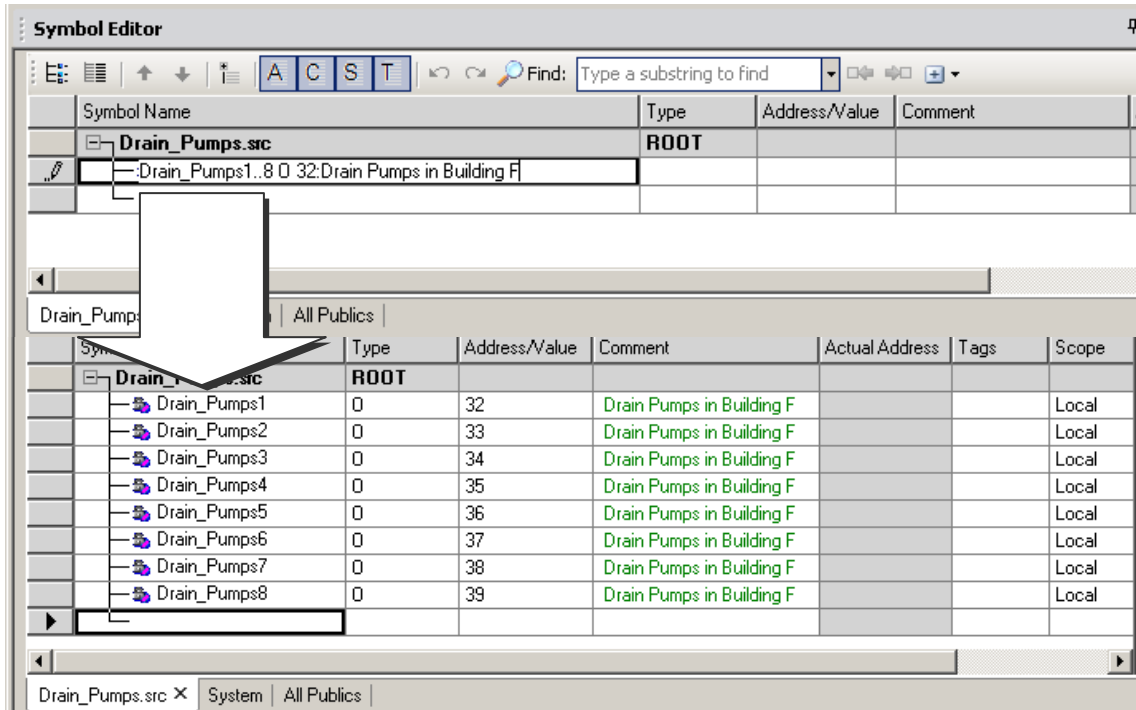 Symbol Editor
A C S T Find: Type a substring to find
Symbol Name Type Address/Value Comment
Drain_Pumps.src ROOT
:Drain_Pumps1..8 O 32:Drain Pumps in Building F
Drain_Pumps All Publics
Type Address/Value Comment Actual Address Tags Scope
ROOT
Drain_Pumps1 O 32 Drain Pumps in Building F Local
Drain_Pumps2 O 33 Drain Pumps in Building F Local
Drain_Pumps3 O 34 Drain Pumps in Building F Local
Drain_Pumps4 O 35 Drain Pumps in Building F Local
Drain_Pumps5 O 36 Drain Pumps in Building F Local
Drain_Pumps6 O 37 Drain Pumps in Building F Local
Drain_Pumps7 O 38 Drain Pumps in Building F Local
Drain_Pumps8 O 39 Drain Pumps in Building F Local
Drain_Pumps.src System All Publics